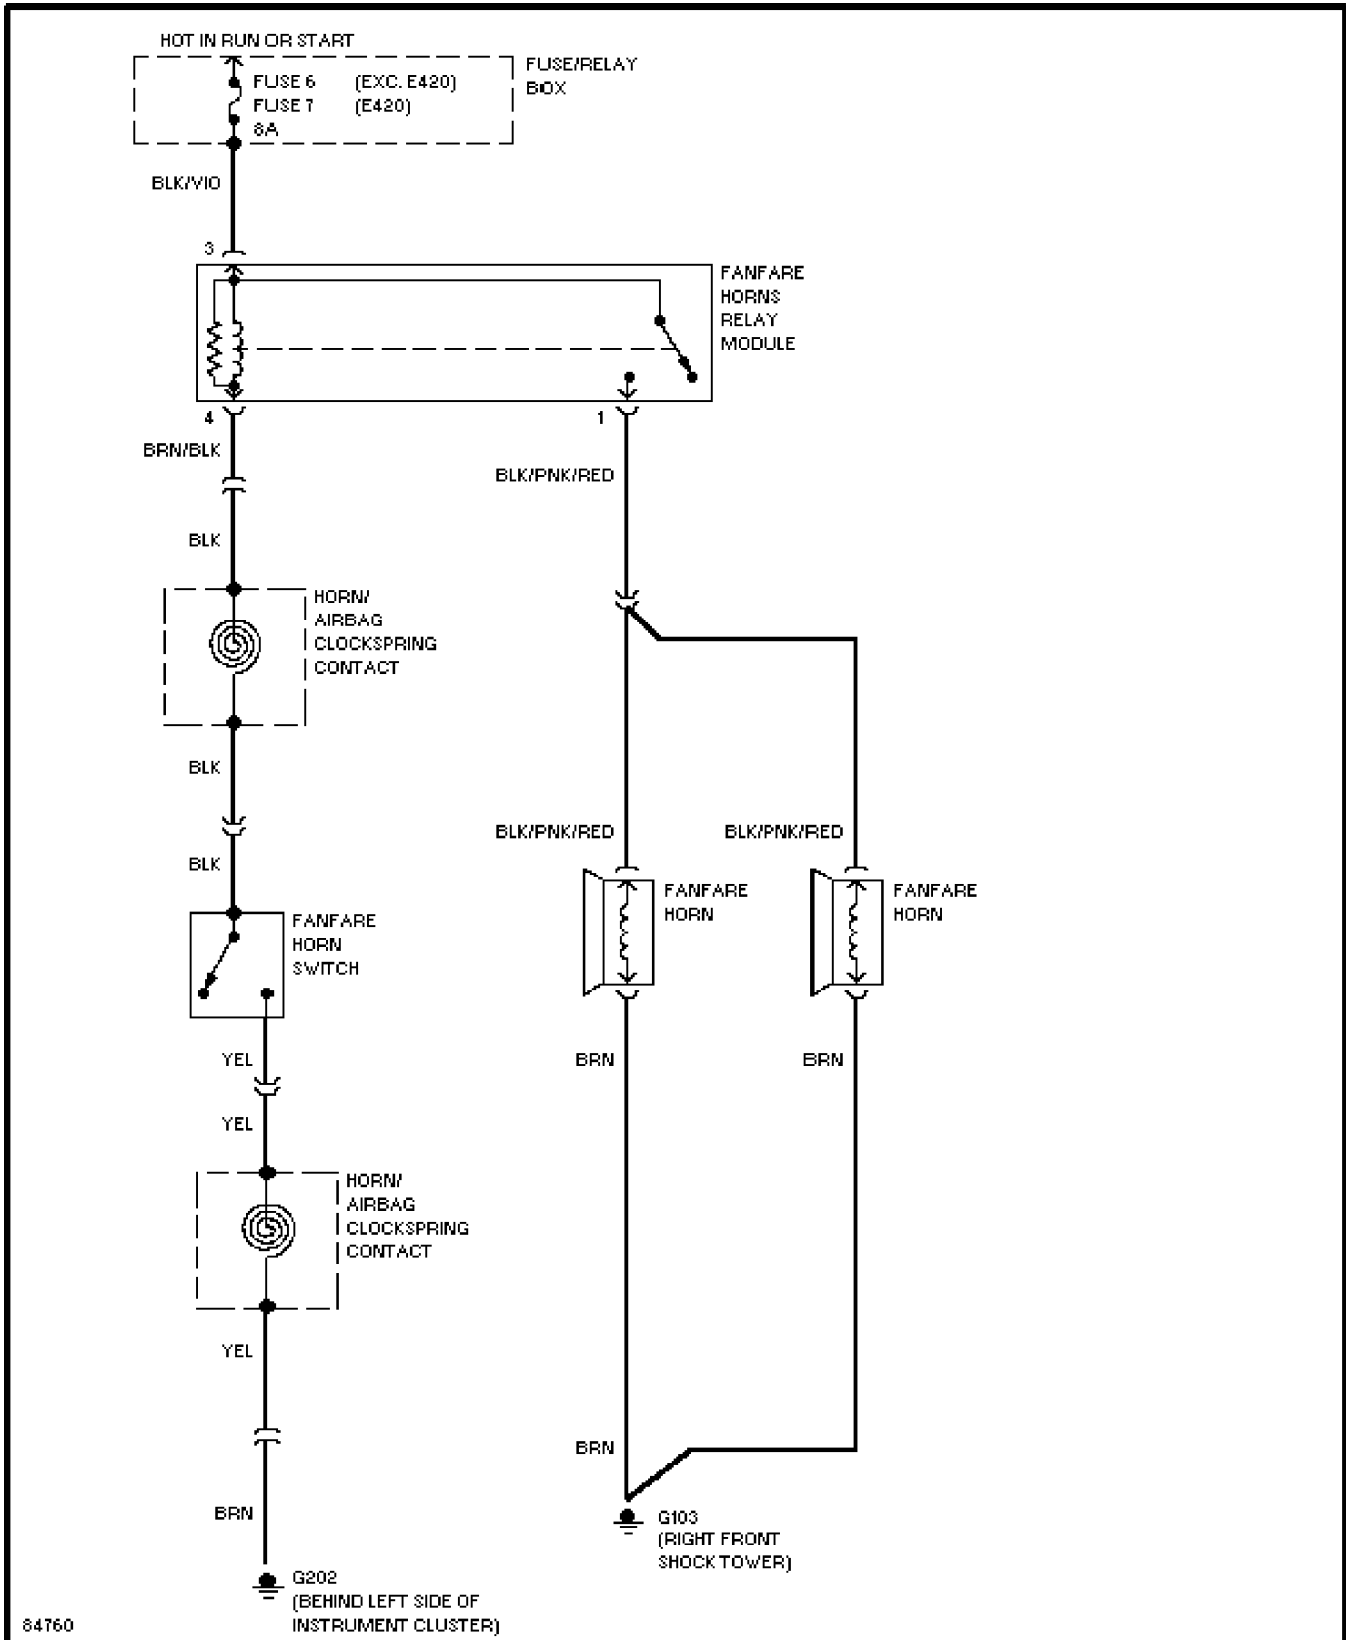 HOT IN RUN OR START
FUSE 6 (EXC. E420)
FUSE 7 (E420)
8A
FUSE/RELAY
BOX
BLK/VIO
3
FANFARE
HORNS
RELAY
MODULE
4
1
BRN/BLK
BLK/PNK/RED
BLK
HORN/
AIRBAG
CLOCKSPRING
CONTACT
BLK
BLK/PNK/RED
BLK/PNK/RED
BLK
FANFARE
HORN
FANFARE
HORN
FANFARE
HORN
SWITCH
YEL
BRN
BRN
YEL
HORN/
AIRBAG
CLOCKSPRING
CONTACT
YEL
BRN
BRN
G103
(RIGHT FRONT
SHOCK TOWER)
G202
(BEHIND LEFT SIDE OF
INSTRUMENT CLUSTER)
84760